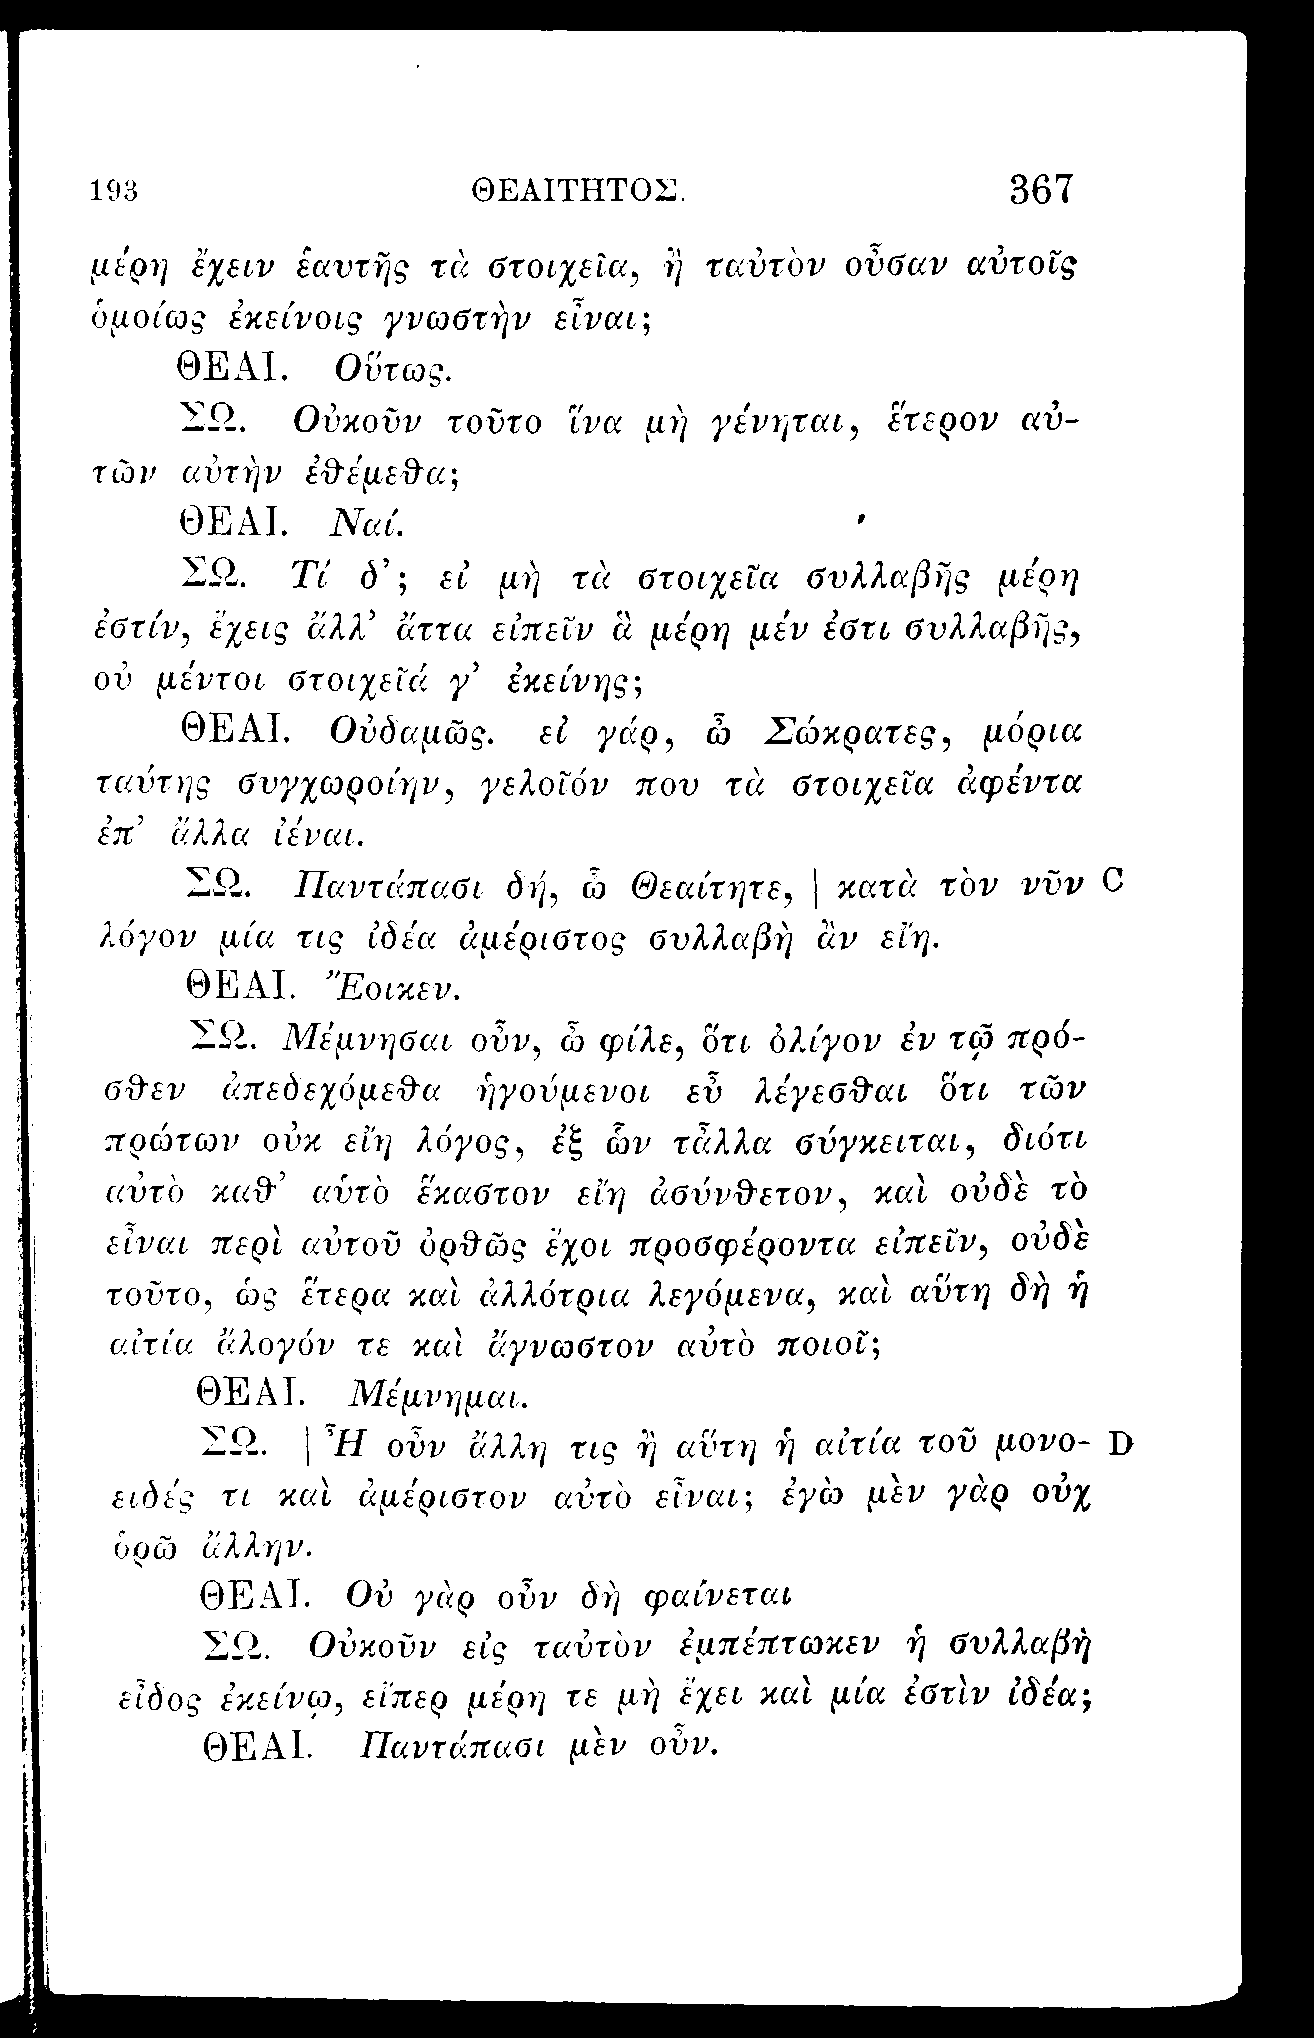 193 ΘΕΑΙΤΗΤΟΣ. 367
μέρη ἔχειν ἑαυτῆς τὰ στοιχεῖα, ἢ ταὐτὸν οὖσαν αὐτοῖς
ὁμοίως ἐκείνοις γνωστὴν εἶναι;
ΘΕΑΙ. Οὕτως.
ΣΩ. Οὐκοῦν τοῦτο ἵνα μὴ γένηται, ἕτερον αὐ-
τῶν αὐτὴν ἐθέμεθα;
ΘΕΑΙ. Ναί.
ΣΩ. Τί δ’; εἰ μὴ τὰ στοιχεῖα συλλαβῆς μέρη
ἐστίν, ἔχεις ἄλλ’ ἄττα εἰπεῖν ἃ μέρη μέν ἐστι συλλαβῆς,
οὐ μέντοι στοιχεῖά γ’ ἐκείνης;
ΘΕΑΙ. Οὐδαμῶς. εἰ γάρ, ὦ Σώκρατες, μόρια
ταύτης συγχωροίην, γελοῖόν που τὰ στοιχεῖα ἀφέντα
ἐπ’ ἄλλα ἰέναι.
ΣΩ. Παντάπασι δή, ὦ Θεαίτητε, | κατὰ τὸν νῦν C
λόγον μία τις ἰδέα ἀμέριστος συλλαβὴ ἂν εἴη.
ΘΕΑΙ. Ἔοικεν.
ΣΩ. Μέμνησαι οὖν, ὦ φίλε, ὅτι ὀλίγον ἐν τῷ πρό-
σθεν ἀπεδεχόμεθα ἡγούμενοι εὖ λέγεσθαι ὅτι τῶν
πρώτων οὐκ εἴη λόγος, ἐξ ὧν τἆλλα σύγκειται, διότι
αὐτὸ καθ’ αὑτὸ ἕκαστον εἴη ἀσύνθετον, καὶ οὐδὲ τὸ
εἶναι περὶ αὐτοῦ ὀρθῶς ἔχοι προσφέροντα εἰπεῖν, οὐδὲ
τοῦτο, ὡς ἕτερα καὶ ἀλλότρια λεγόμενα, καὶ αὕτη δὴ ἡ
αἰτία ἄλογόν τε καὶ ἄγνωστον αὐτὸ ποιοῖ;
ΘΕΑΙ. Μέμνημαι.
ΣΩ. | Ἦ οὖν ἄλλη τις ἢ αὕτη ἡ αἰτία τοῦ μονο- D
ειδές τι καὶ ἀμέριστον αὐτὸ εἶναι; ἐγὼ μὲν γὰρ οὐχ
ὁρῶ ἄλλην.
ΘΕΑΙ. Οὐ γὰρ οὖν δὴ φαίνεται
ΣΩ. Οὐκοῦν εἰς ταὐτὸν ἐμπέπτωκεν ἡ συλλαβὴ
εἶδος ἐκείνῳ, εἴπερ μέρη τε μὴ ἔχει καὶ μία ἐστὶν ἰδέα;
ΘΕΑΙ. Παντάπασι μὲν οὖν.